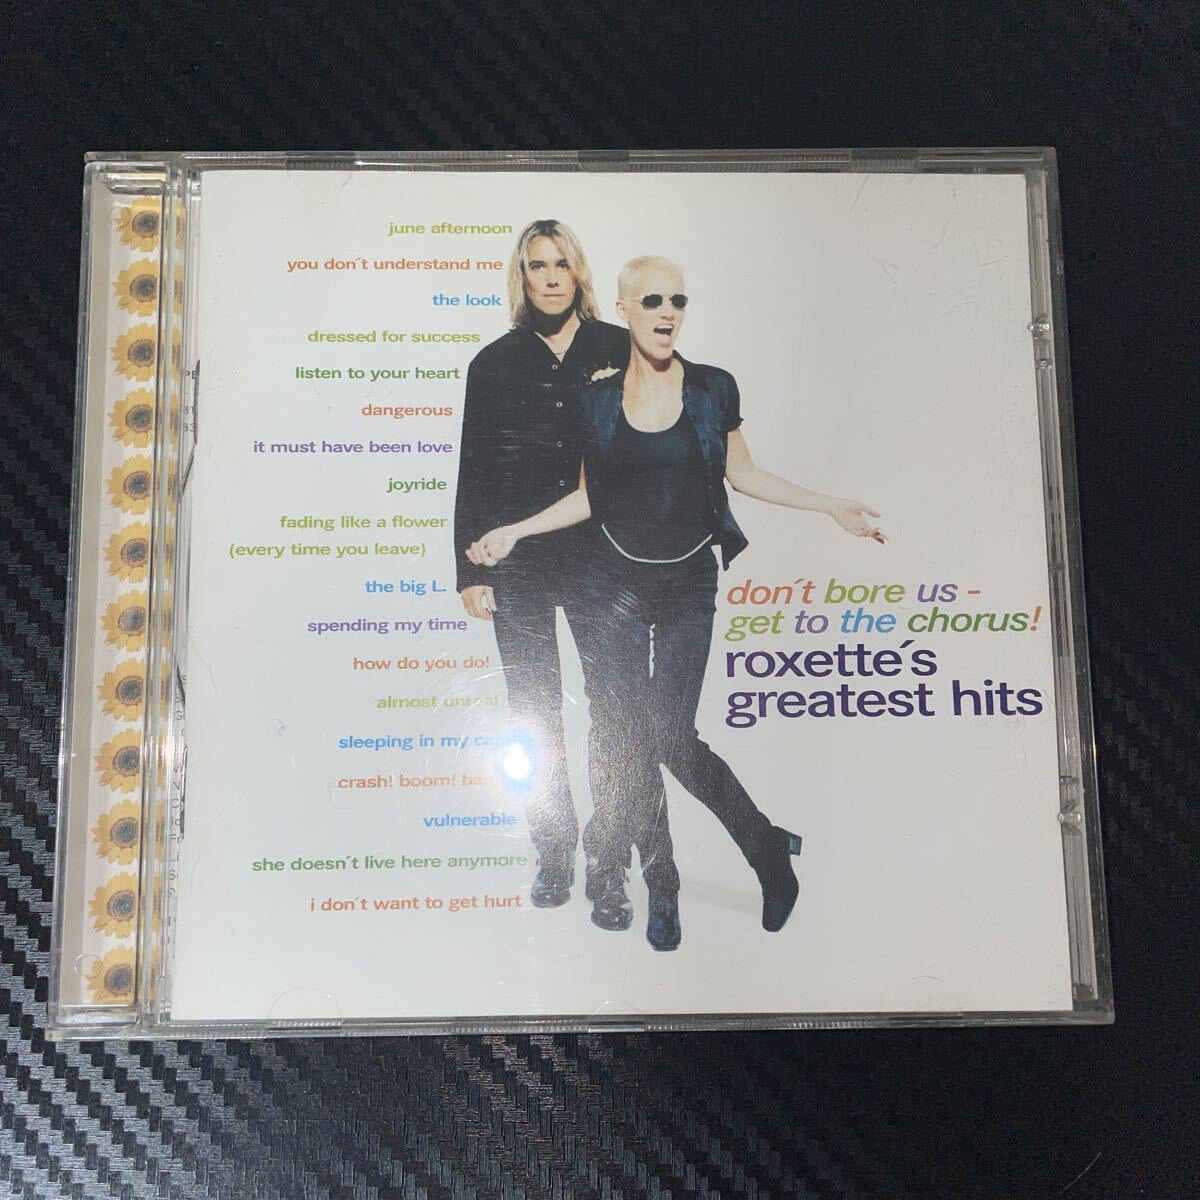 june afternoon
you don´t understand me
the look
dressed for success
listen to your heart
dangerous
it must have been love
joyride
fading like a flower
(every time you leave)
the big L.
spending my time
how do you do!
almost unreal
sleeping in my car
crash! boom! bang!
vulnerable
she doesn´t live here anymore
i don´t want to get hurt
don´t bore us -
get to the chorus!
roxette´s
greatest hits